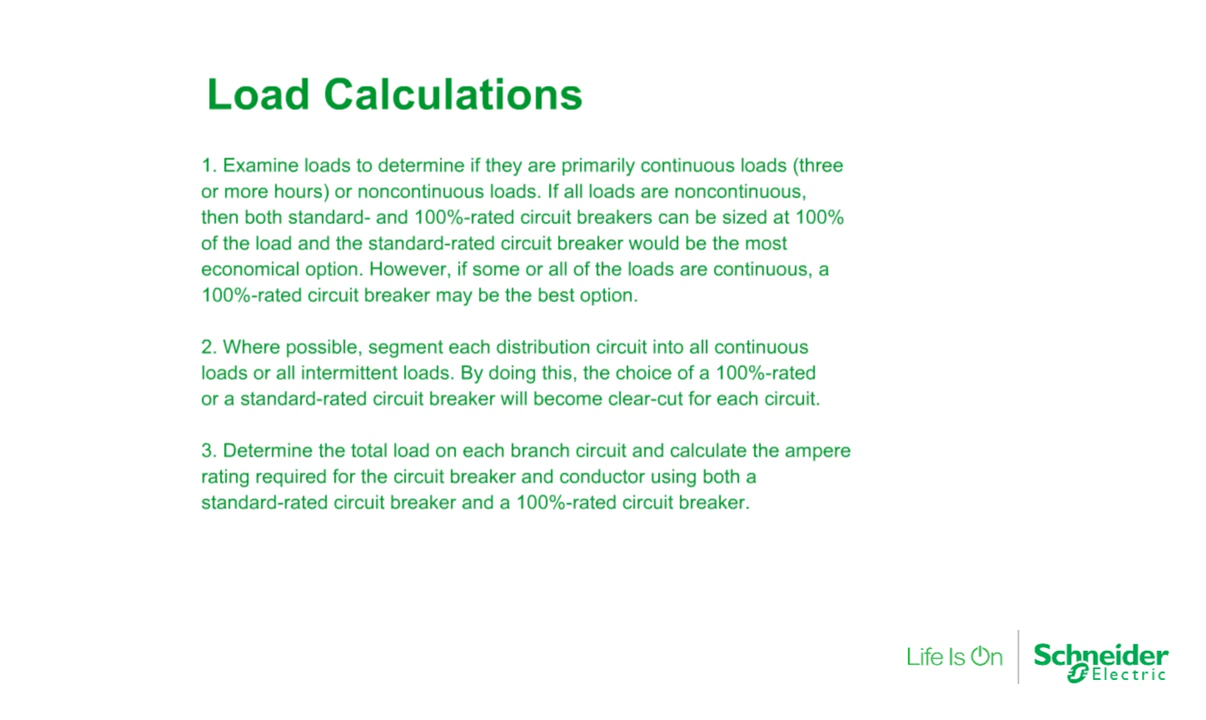 Load Calculations
1. Examine loads to determine if they are primarily continuous loads (three
or more hours) or noncontinuous loads. If all loads are noncontinuous,
then both standard- and 100%-rated circuit breakers can be sized at 100%
of the load and the standard-rated circuit breaker would be the most
economical option. However, if some or all of the loads are continuous, a
100%-rated circuit breaker may be the best option.
2. Where possible, segment each distribution circuit into all continuous
loads or all intermittent loads. By doing this, the choice of a 100%-rated
or a standard-rated circuit breaker will become clear-cut for each circuit.
3. Determine the total load on each branch circuit and calculate the ampere
rating required for the circuit breaker and conductor using both a
standard-rated circuit breaker and a 100%-rated circuit breaker.
Life Is On
Schneider
Electric